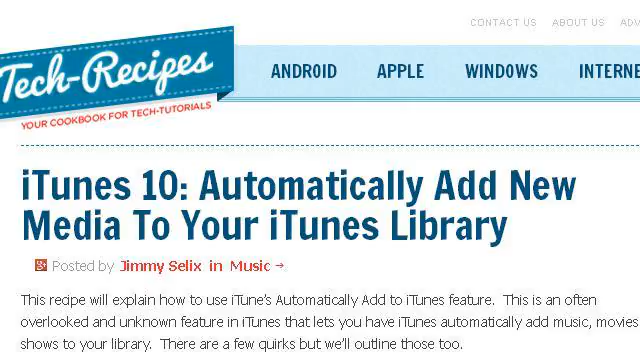 CONTACT US ABOUT US
Tech-Recipes
ANDROID APPLE WINDOWS
YOUR COOKBOOK FOR TECH-TUTORIALS
iTunes 10: Automatically Add New
Media To Your iTunes Library
Posted by Jimmy Selix in Music →
This recipe will explain how to use iTune's Automatically Add to iTunes feature. This is an often
overlooked and unknown feature in iTunes that lets you have iTunes automatically add music, movies
shows to your library. There are a few quirks but we'll outline those too.